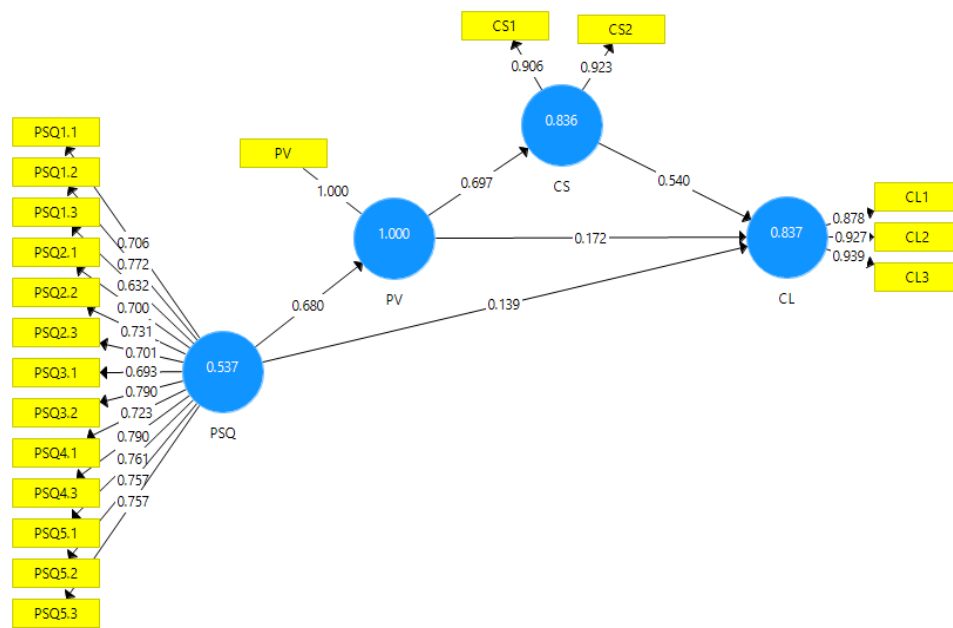 CS1
CS2
0.906
0.923
0.836
CS
PV
1.000
0.697
0.540
1.000
PV
0.172
0.837
CL
0.878
0.927
0.939
CL1
CL2
CL3
0.680
0.139
0.537
PSQ
PSQ1.1
PSQ1.2
PSQ1.3
PSQ2.1
PSQ2.2
PSQ2.3
PSQ3.1
PSQ3.2
PSQ4.1
PSQ4.3
PSQ5.1
PSQ5.2
PSQ5.3
0.706
0.772
0.632
0.700
0.731
0.701
0.693
0.790
0.723
0.790
0.761
0.757
0.757